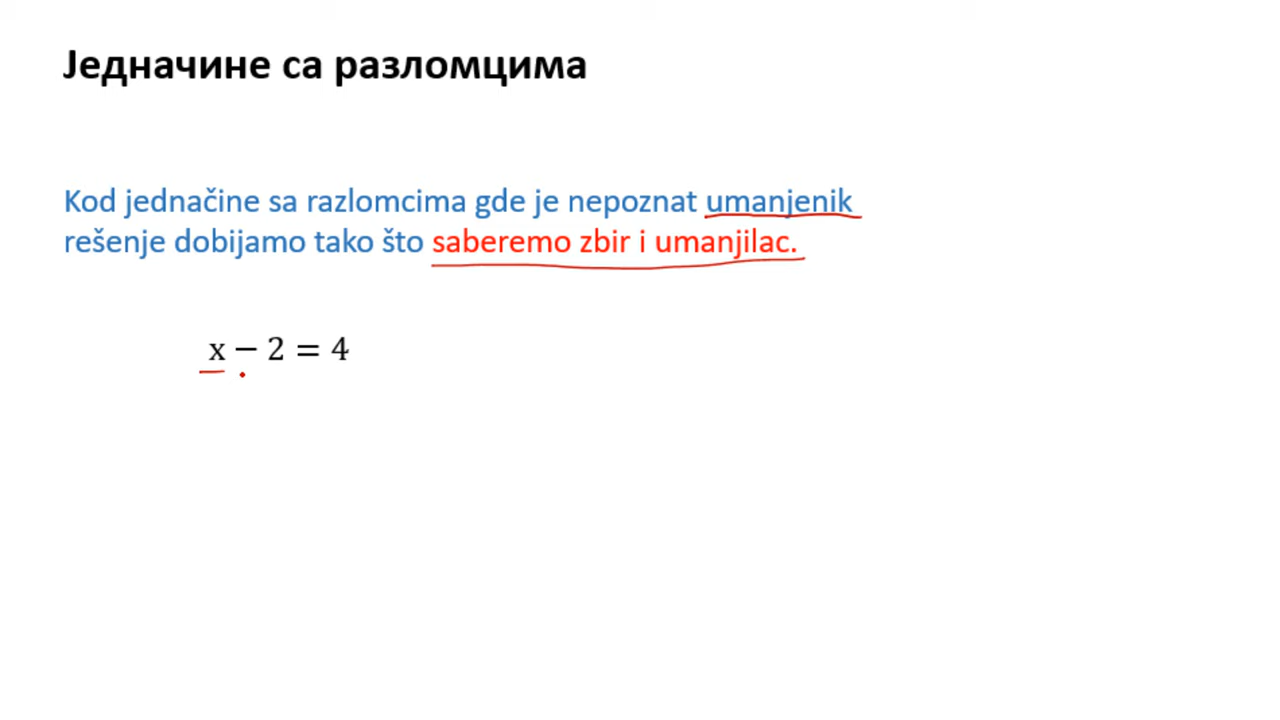 Једначине са разломцима
Kod jednačine sa razlomcima gde je nepoznat umanjenik
rešenje dobijamo tako što saberemo zbir i umanjilac.
x − 2 = 4